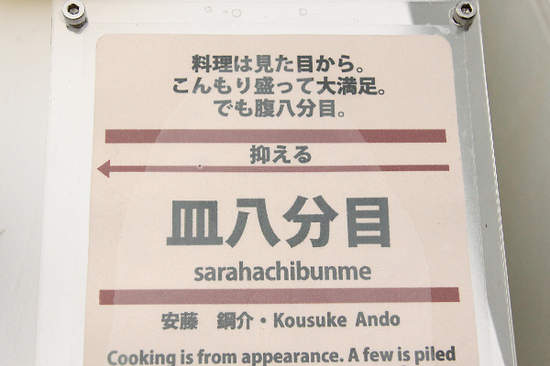 料理は見た目から。
こんもり盛って大満足。
でも腹八分目。
抑える
皿八分目
sarahachibunme
安藤　鋼介・Kousuke Ando
Cooking is from appearance. A few is piled